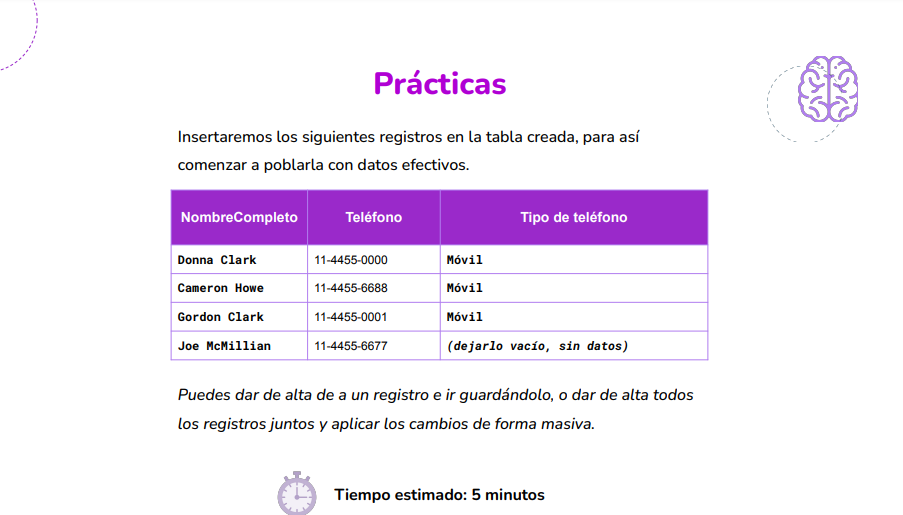 Prácticas
Insertaremos los siguientes registros en la tabla creada, para así
comenzar a poblarla con datos efectivos.
NombreCompleto Teléfono Tipo de teléfono
Donna Clark 11-4455-0000 Móvil
Cameron Howe 11-4455-6688 Móvil
Gordon Clark 11-4455-0001 Móvil
Joe McMillian 11-4455-6677 (dejarlo vacío, sin datos)
Puedes dar de alta de a un registro e ir guardándolo, o dar de alta todos
los registros juntos y aplicar los cambios de forma masiva.
Tiempo estimado: 5 minutos